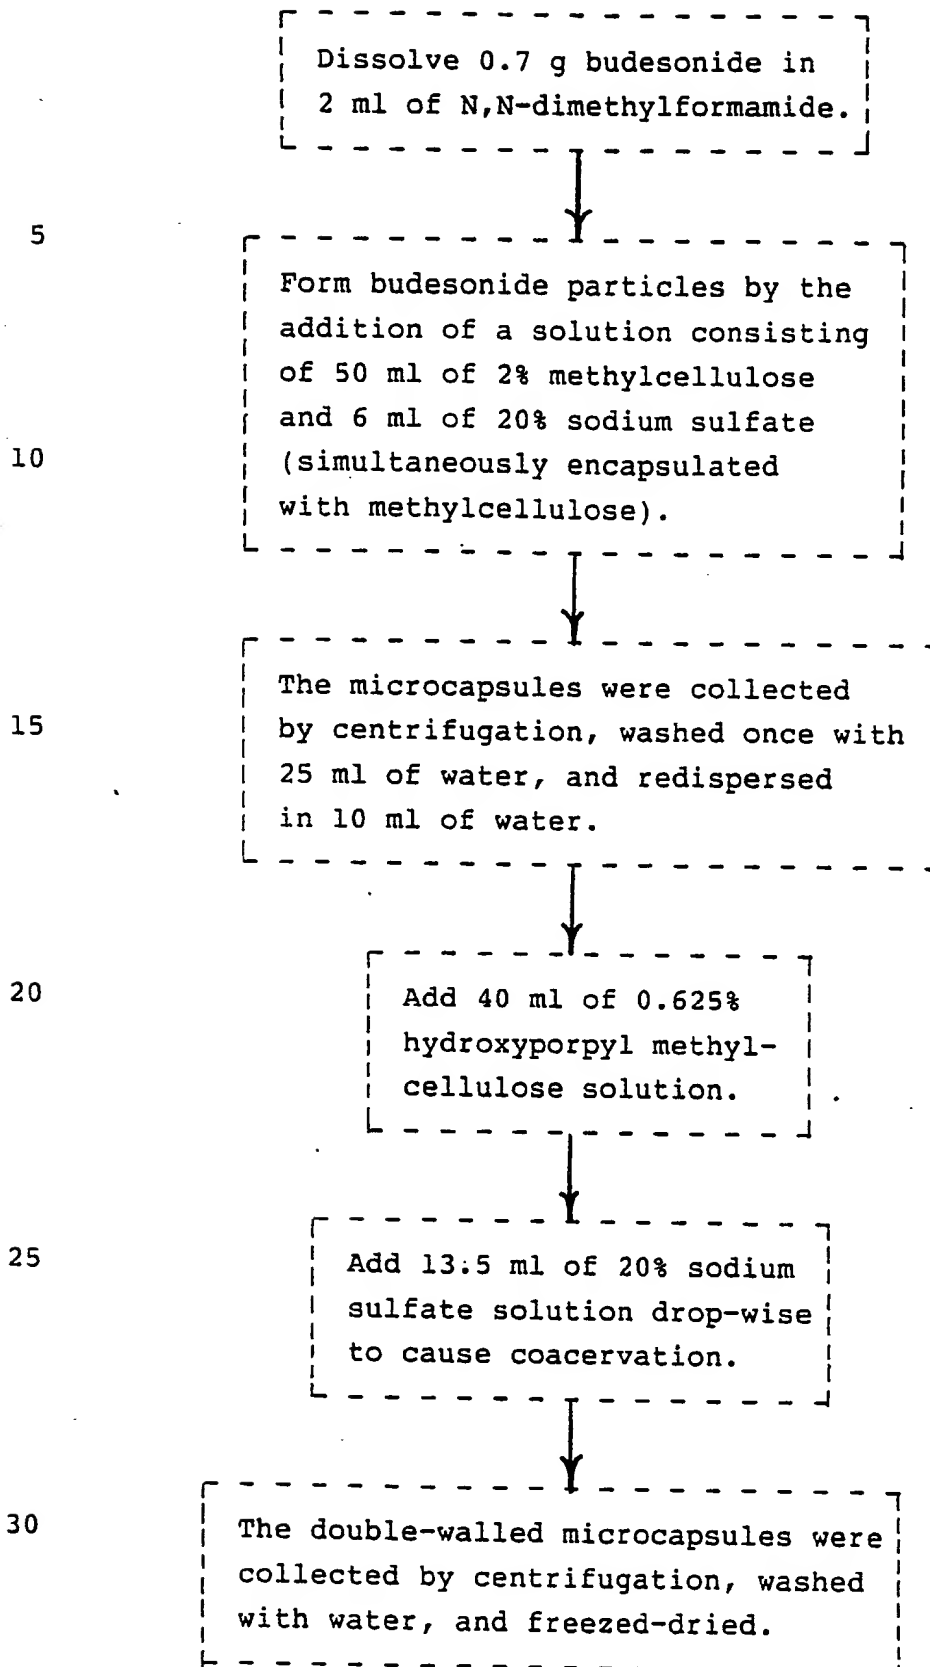 Dissolve 0.7 g budesonide in
2 ml of N,N-dimethylformamide.
5
Form budesonide particles by the
addition of a solution consisting
of 50 ml of 2% methylcellulose
and 6 ml of 20% sodium sulfate
10
(simultaneously encapsulated
with methylcellulose).
The microcapsules were collected
15
by centrifugation, washed once with
25 ml of water, and redispersed
in 10 ml of water.
20
Add 40 ml of 0.625%
hydroxyporpyl methyl-
cellulose solution.
25
Add 13.5 ml of 20% sodium
sulfate solution drop-wise
to cause coacervation.
30
The double-walled microcapsules were
collected by centrifugation, washed
with water, and freezed-dried.